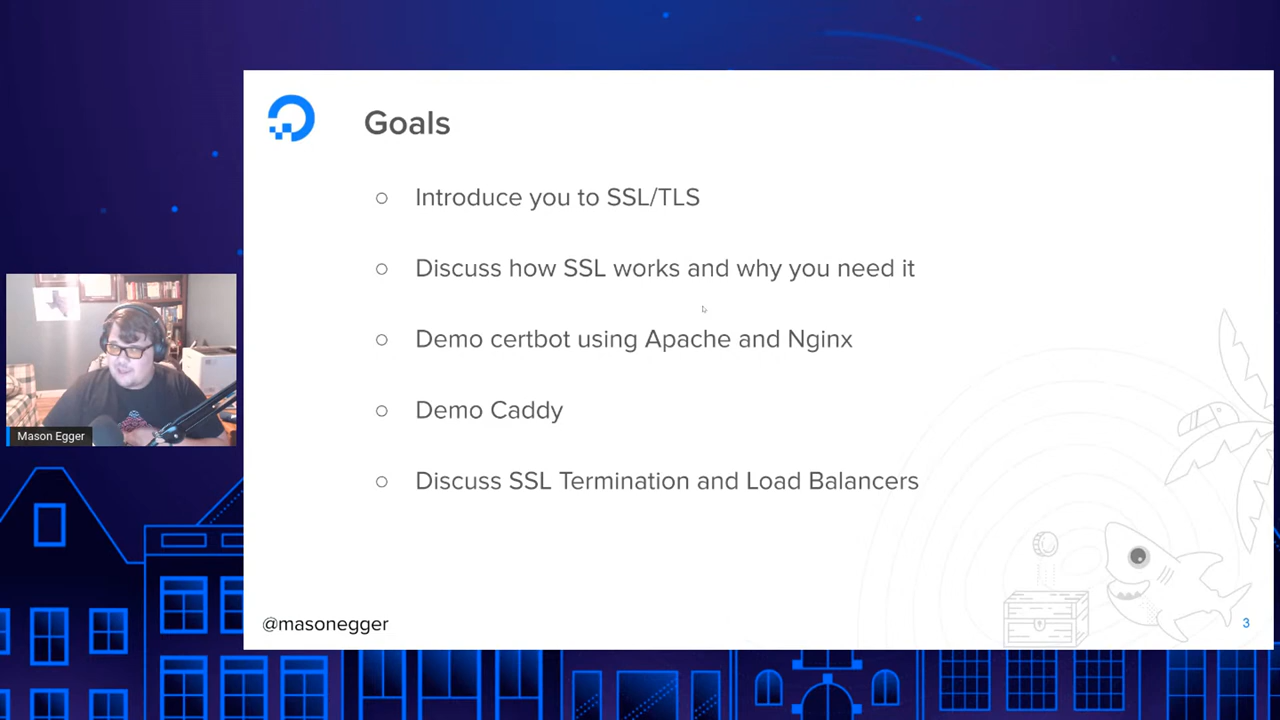 Goals
Introduce you to SSL/TLS
Discuss how SSL works and why you need it
Demo certbot using Apache and Nginx
Demo Caddy
Discuss SSL Termination and Load Balancers
Mason Egger
@masonegger
3